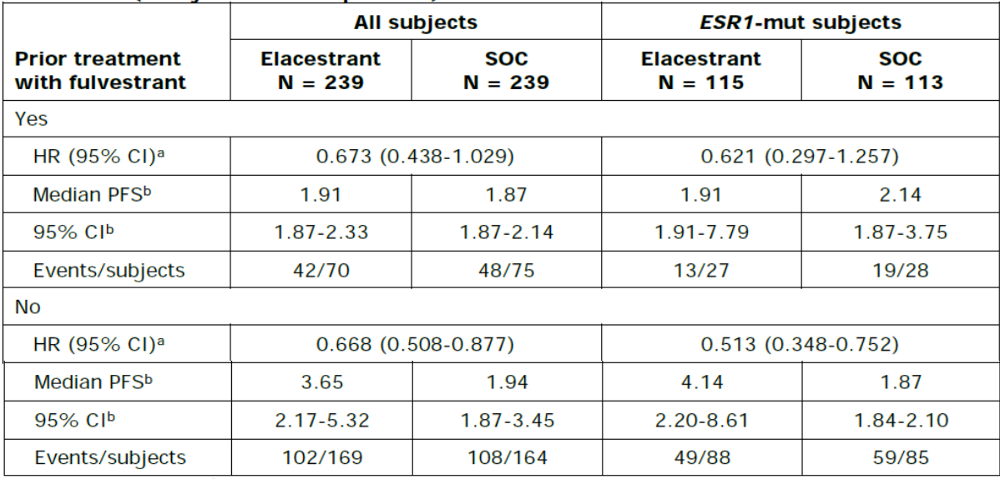 All subjects ESR1-mut subjects
Prior treatment with fulvestrant Elacestrant N = 239 SOC N = 239 Elacestrant N = 115 SOC N = 113
Yes
HR (95% CI)ᵃ 0.673 (0.438-1.029) 0.621 (0.297-1.257)
Median PFSᵇ 1.91 1.87 1.91 2.14
95% CIᵇ 1.87-2.33 1.87-2.14 1.91-7.79 1.87-3.75
Events/subjects 42/70 48/75 13/27 19/28
No
HR (95% CI)ᵃ 0.668 (0.508-0.877) 0.513 (0.348-0.752)
Median PFSᵇ 3.65 1.94 4.14 1.87
95% CIᵇ 2.17-5.32 1.87-3.45 2.20-8.61 1.84-2.10
Events/subjects 102/169 108/164 49/88 59/85